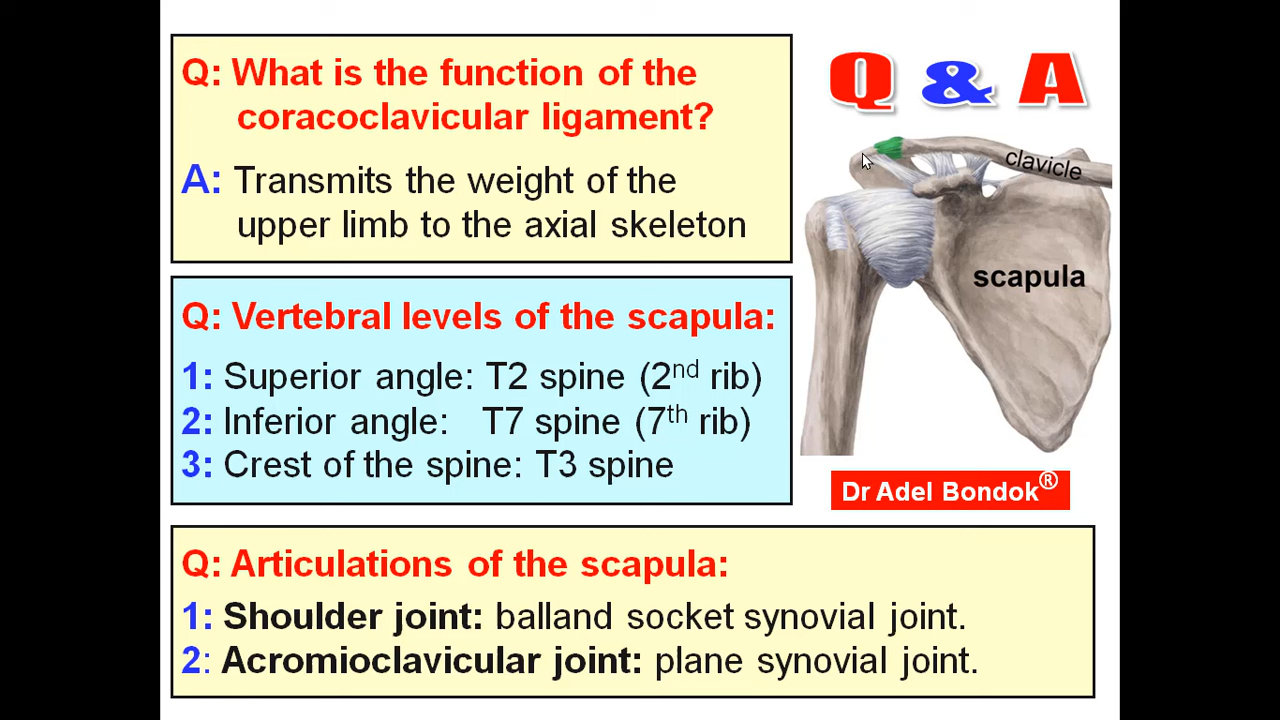 Q: What is the function of the
coracoclavicular ligament?
A: Transmits the weight of the
upper limb to the axial skeleton
Q: Vertebral levels of the scapula:
1: Superior angle: T2 spine (2nd rib)
2: Inferior angle: T7 spine (7th rib)
3: Crest of the spine: T3 spine
Q & A
clavicle
scapula
Dr Adel Bondok®
Q: Articulations of the scapula:
1: Shoulder joint: balland socket synovial joint.
2: Acromioclavicular joint: plane synovial joint.